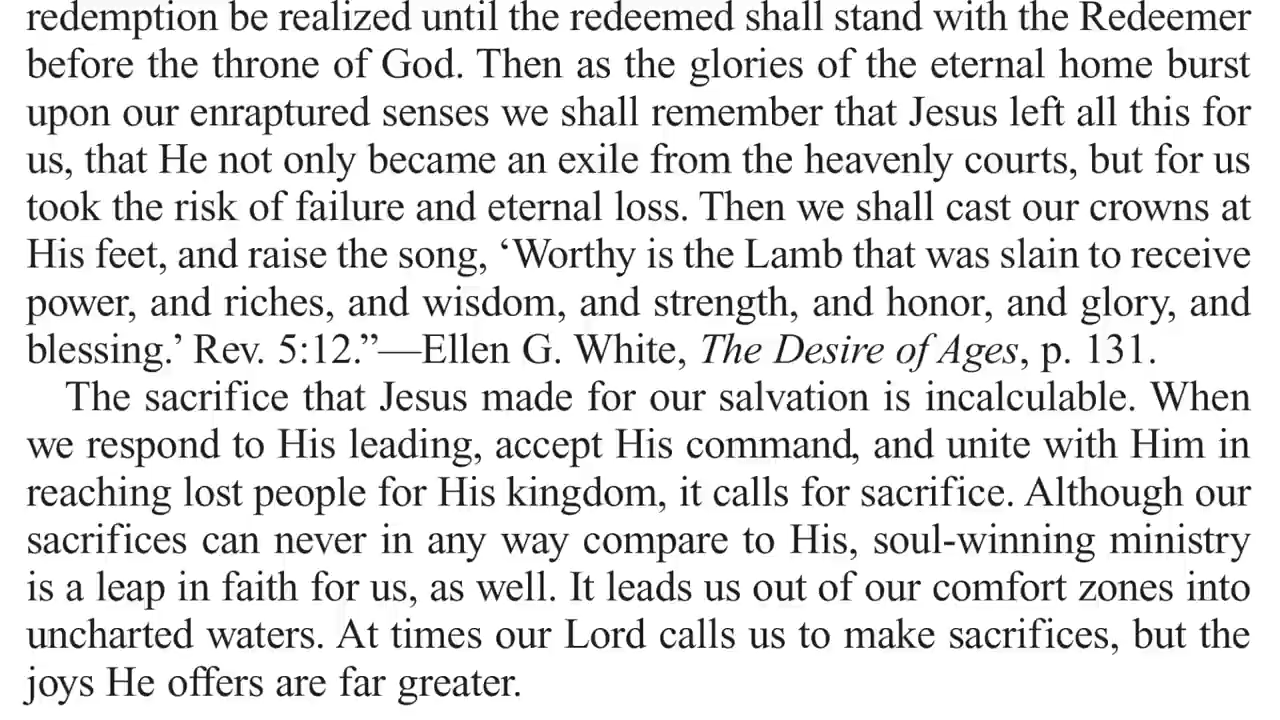 redemption be realized until the redeemed shall stand with the Redeemer
before the throne of God. Then as the glories of the eternal home burst
upon our enraptured senses we shall remember that Jesus left all this for
us, that He not only became an exile from the heavenly courts, but for us
took the risk of failure and eternal loss. Then we shall cast our crowns at
His feet, and raise the song, ‘Worthy is the Lamb that was slain to receive
power, and riches, and wisdom, and strength, and honor, and glory, and
blessing.’ Rev. 5:12.”—Ellen G. White, The Desire of Ages, p. 131.
The sacrifice that Jesus made for our salvation is incalculable. When
we respond to His leading, accept His command, and unite with Him in
reaching lost people for His kingdom, it calls for sacrifice. Although our
sacrifices can never in any way compare to His, soul-winning ministry
is a leap in faith for us, as well. It leads us out of our comfort zones into
uncharted waters. At times our Lord calls us to make sacrifices, but the
joys He offers are far greater.